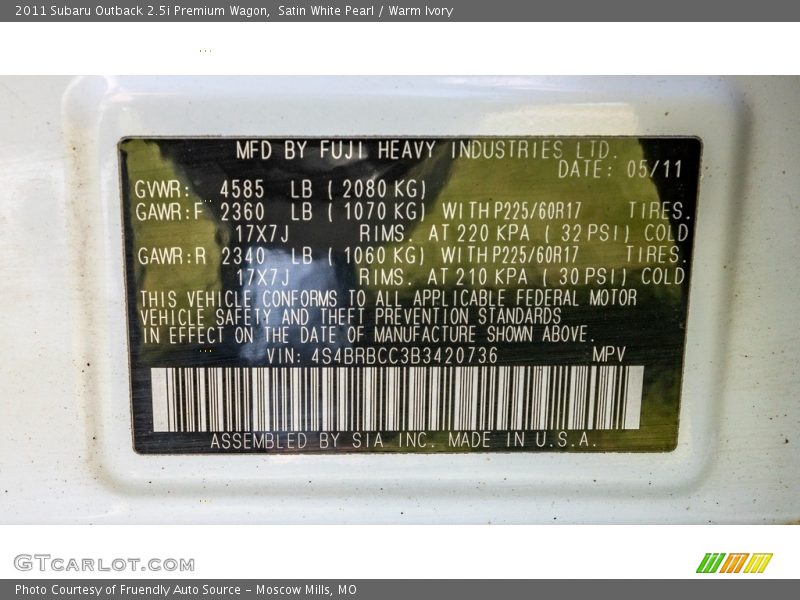 2011 Subaru Outback 2.5i Premium Wagon,  Satin White Pearl / Warm Ivory
MFD BY FUJI HEAVY INDUSTRIES LTD.
DATE: 05/11
GVWR: 4585 LB ( 2080 KG)
GAWR:F 2360 LB ( 1070 KG) WITH P225/60R17 TIRES.
17X7J RIMS. AT 220 KPA ( 32 PSI) COLD
GAWR:R 2340 LB ( 1060 KG) WITH P225/60R17 TIRES.
17X7J RIMS. AT 210 KPA ( 30 PSI) COLD
THIS VEHICLE CONFORMS TO ALL APPLICABLE FEDERAL MOTOR
VEHICLE SAFETY AND THEFT PREVENTION STANDARDS
IN EFFECT ON THE DATE OF MANUFACTURE SHOWN ABOVE.
VIN: 4S4BRBCC3B3420736 MPV
ASSEMBLED BY SIA INC. MADE IN U.S.A.
GTCARLOT.COM
Photo Courtesy of Fruendly Auto Source - Moscow Mills, MO